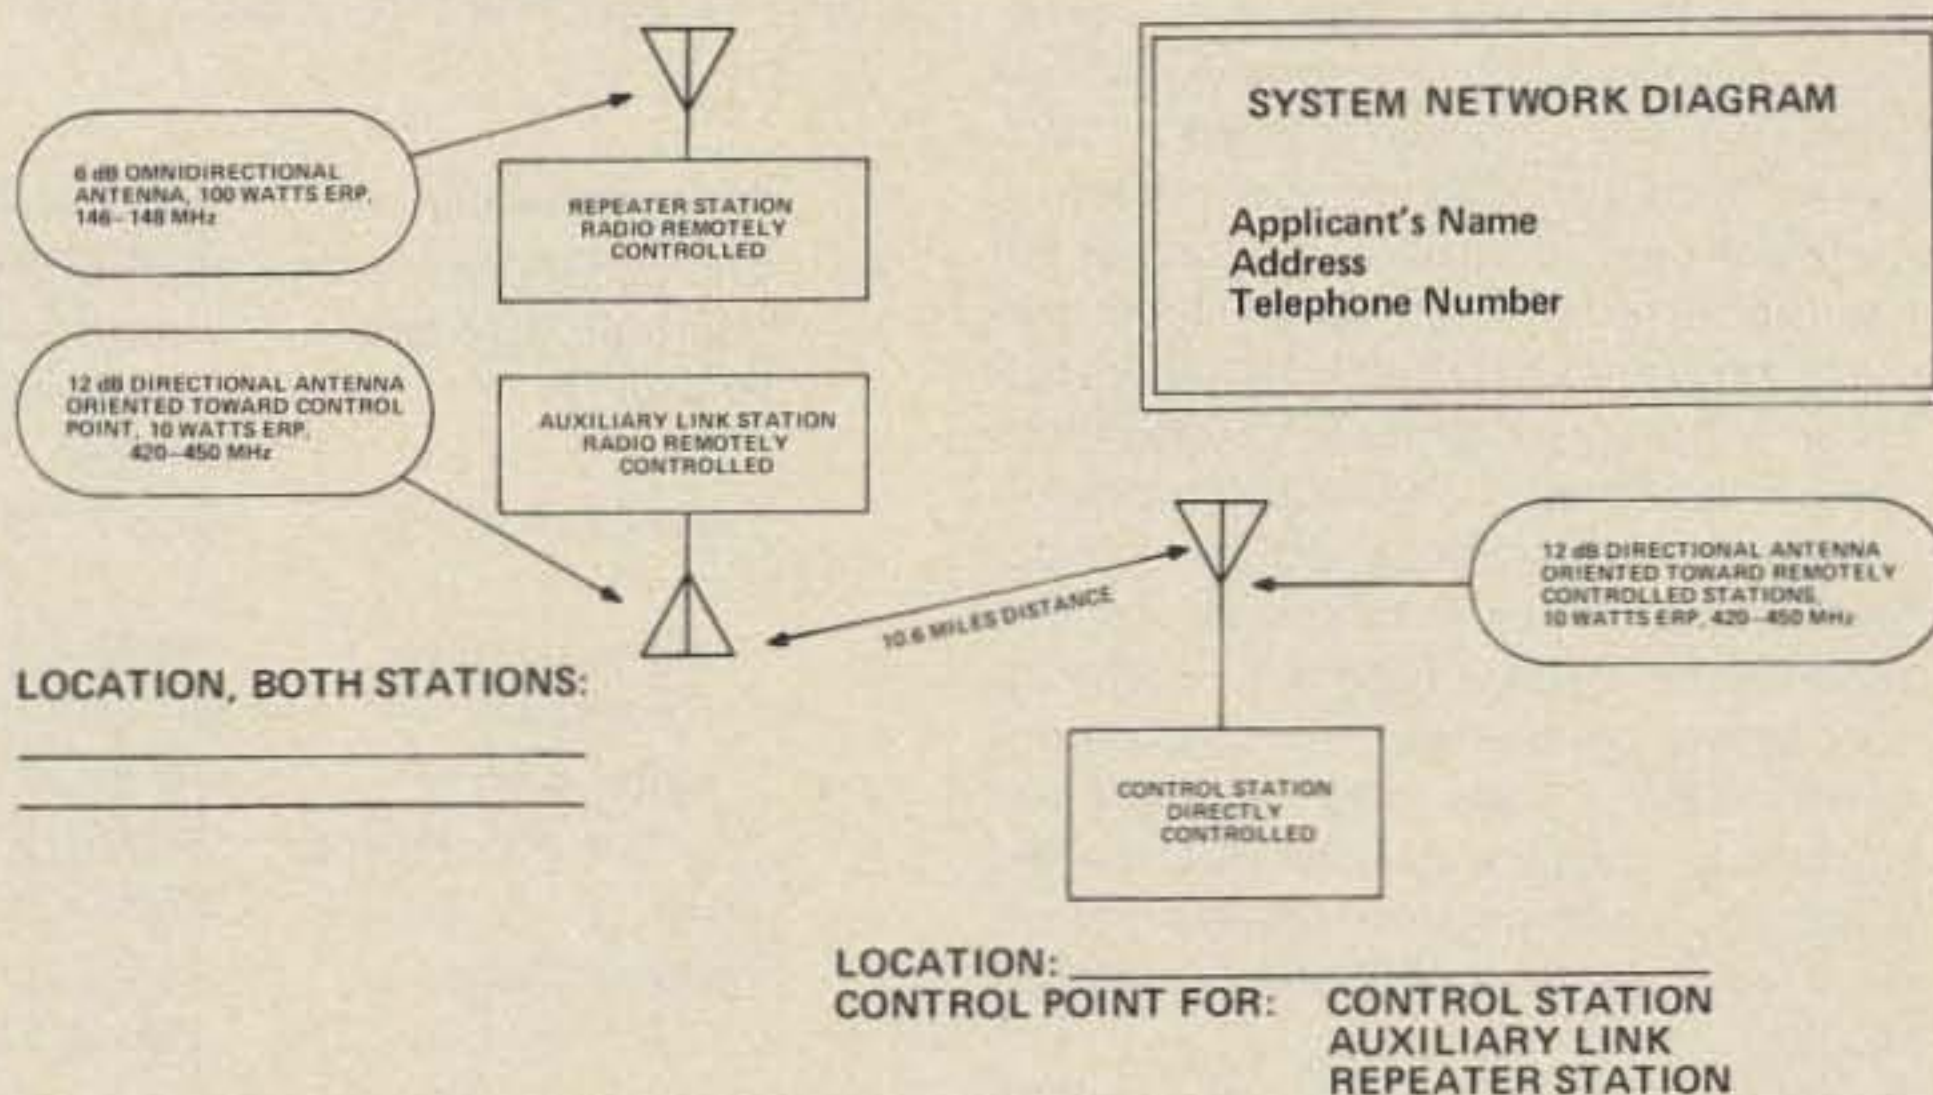 6 dB OMNIDIRECTIONAL
ANTENNA, 100 WATTS ERP,
146–148 MHz
REPEATER STATION
RADIO REMOTELY
CONTROLLED
SYSTEM NETWORK DIAGRAM
Applicant's Name
Address
Telephone Number
12 dB DIRECTIONAL ANTENNA
ORIENTED TOWARD CONTROL
POINT, 10 WATTS ERP,
420–450 MHz
AUXILIARY LINK STATION
RADIO REMOTELY
CONTROLLED
10.6 MILES DISTANCE
12 dB DIRECTIONAL ANTENNA
ORIENTED TOWARD REMOTELY
CONTROLLED STATIONS,
10 WATTS ERP, 420–450 MHz
LOCATION, BOTH STATIONS:
CONTROL STATION
DIRECTLY
CONTROLLED
LOCATION:
CONTROL POINT FOR: CONTROL STATION
AUXILIARY LINK
REPEATER STATION